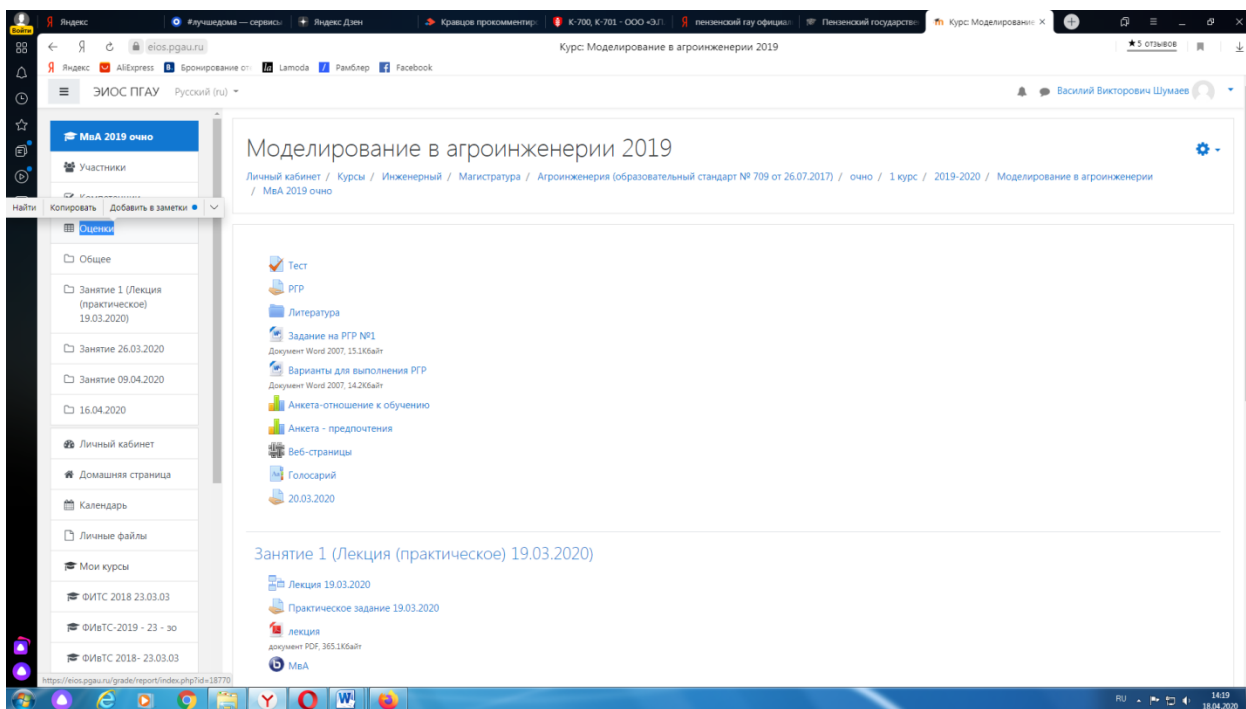 Войти
Яндекс
#лучшедома — сервисы
Яндекс Дзен
Кравцов прокомментиро
К-700, К-701 - ООО «Э.Л.
пензенский гау официал
Пензенский государстве
Курс: Моделирование
eios.pgau.ru
Курс: Моделирование в агроинженерии 2019
★5 отзывов
Яндекс AliExpress Бронирование оте Lamoda Рамблер Facebook
ЭИОС ПГАУ Русский (ru)
Василий Викторович Шумаев
МвА 2019 очно
Участники
Найти Копировать Добавить в заметки
Оценки
Общее
Занятие 1 (Лекция
(практическое)
19.03.2020)
Занятие 26.03.2020
Занятие 09.04.2020
16.04.2020
Личный кабинет
Домашняя страница
Календарь
Личные файлы
Мои курсы
ФИТС 2018 23.03.03
ФИвТС-2019 - 23 - зо
ФИвТС 2018- 23.03.03
https://eios.pgau.ru/grade/report/index.php?id=18770
Моделирование в агроинженерии 2019
Личный кабинет / Курсы / Инженерный / Магистратура / Агроинженерия (образовательный стандарт № 709 от 26.07.2017) / очно / 1 курс / 2019-2020 / Моделирование в агроинженерии
/ МвА 2019 очно
Тест
РГР
Литература
Задание на РГР №1
Документ Word 2007, 15.1Кбайт
Варианты для выполнения РГР
Документ Word 2007, 14.2Кбайт
Анкета-отношение к обучению
Анкета - предпочтения
Веб-страницы
Голосарий
20.03.2020
Занятие 1 (Лекция (практическое) 19.03.2020)
Лекция 19.03.2020
Практическое задание 19.03.2020
лекция
документ PDF, 365.1Кбайт
МвА
RU
14:19
18.04.2020